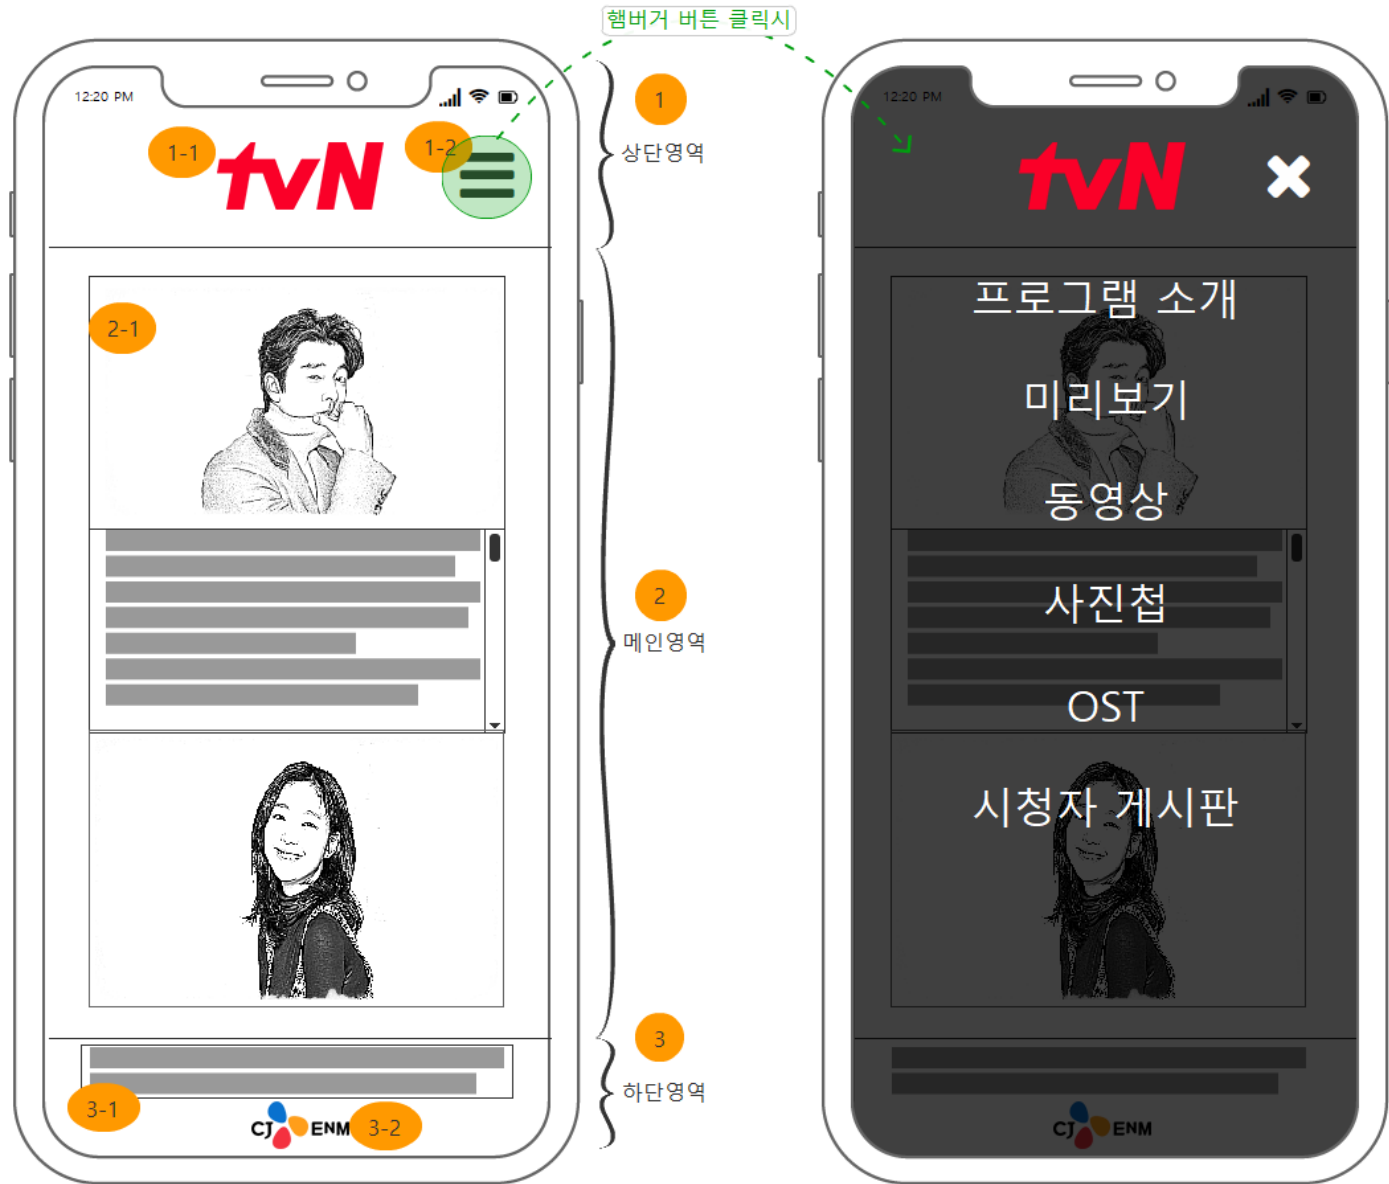 햄버거 버튼 클릭시
12:20 PM
1-1
tvN
1-2
1
상단영역
2-1
2
메인영역
3
하단영역
3-1
CJ ENM
3-2
12:20 PM
tvN
프로그램 소개
미리보기
동영상
사진첩
OST
시청자 게시판
CJ ENM